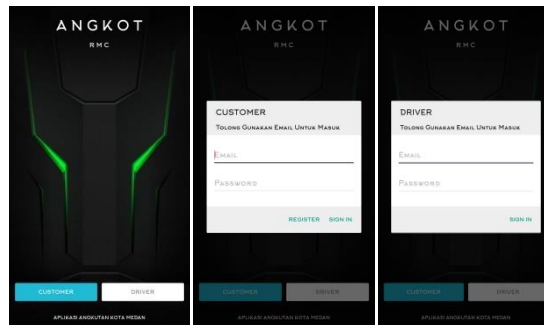 ANGKOT
RMC
CUSTOMER
DRIVER
APLIKASI ANGKUTAN KOTA MEDAN
ANGKOT
RMC
CUSTOMER
Tolong Gunakan Email Untuk Masuk
Email
Password
REGISTER SIGN IN
CUSTOMER
DRIVER
APLIKASI ANGKUTAN KOTA MEDAN
ANGKOT
RMC
DRIVER
Tolong Gunakan Email Untuk Masuk
Email
Password
SIGN IN
CUSTOMER
DRIVER
APLIKASI ANGKUTAN KOTA MEDAN